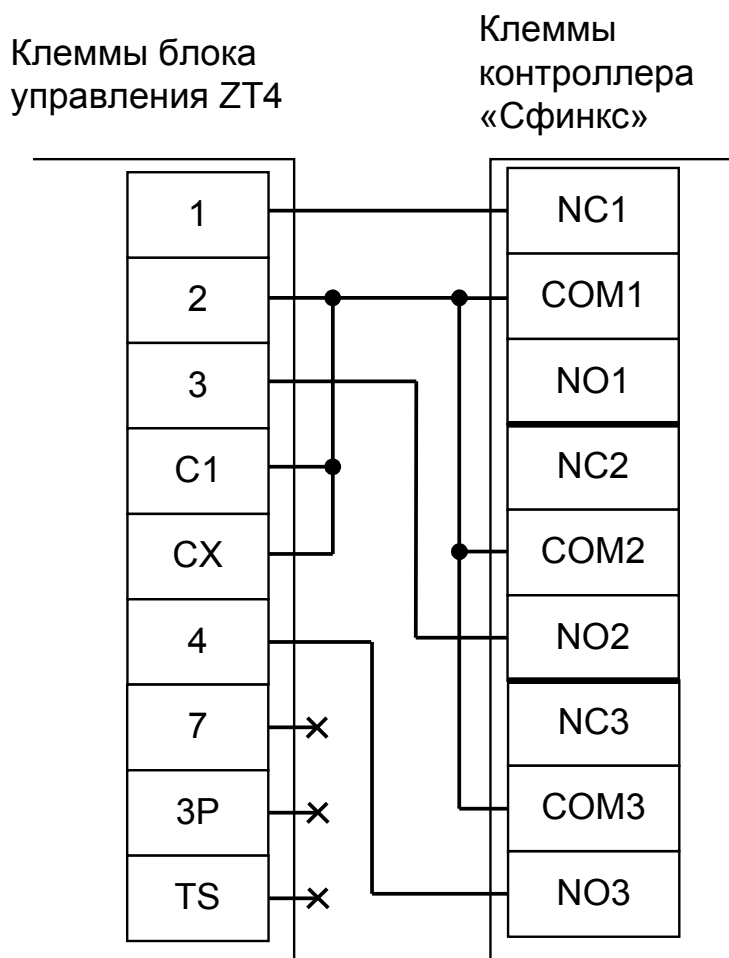 Клеммы блока
управления ZT4
Клеммы
контроллера
«Сфинкс»
1
2
3
C1
CX
4
7
3P
TS
NC1
COM1
NO1
NC2
COM2
NO2
NC3
COM3
NO3